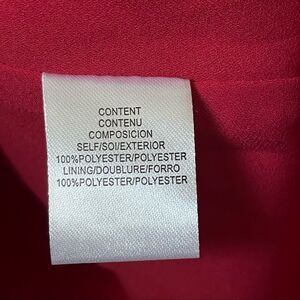 CONTENT
CONTENU
COMPOSICION
SELF/SOI/EXTERIOR
100%POLYESTER/POLYESTER
LINING/DOUBLURE/FORRO
100%POLYESTER/POLYESTER